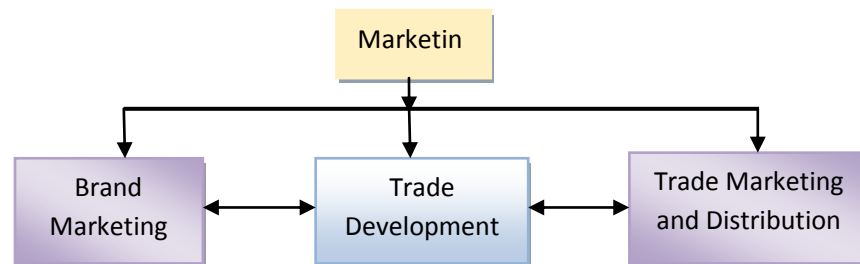 Marketin
Brand
Marketing
Trade
Development
Trade Marketing
and Distribution